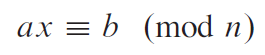 ax ≡ b (mod n)